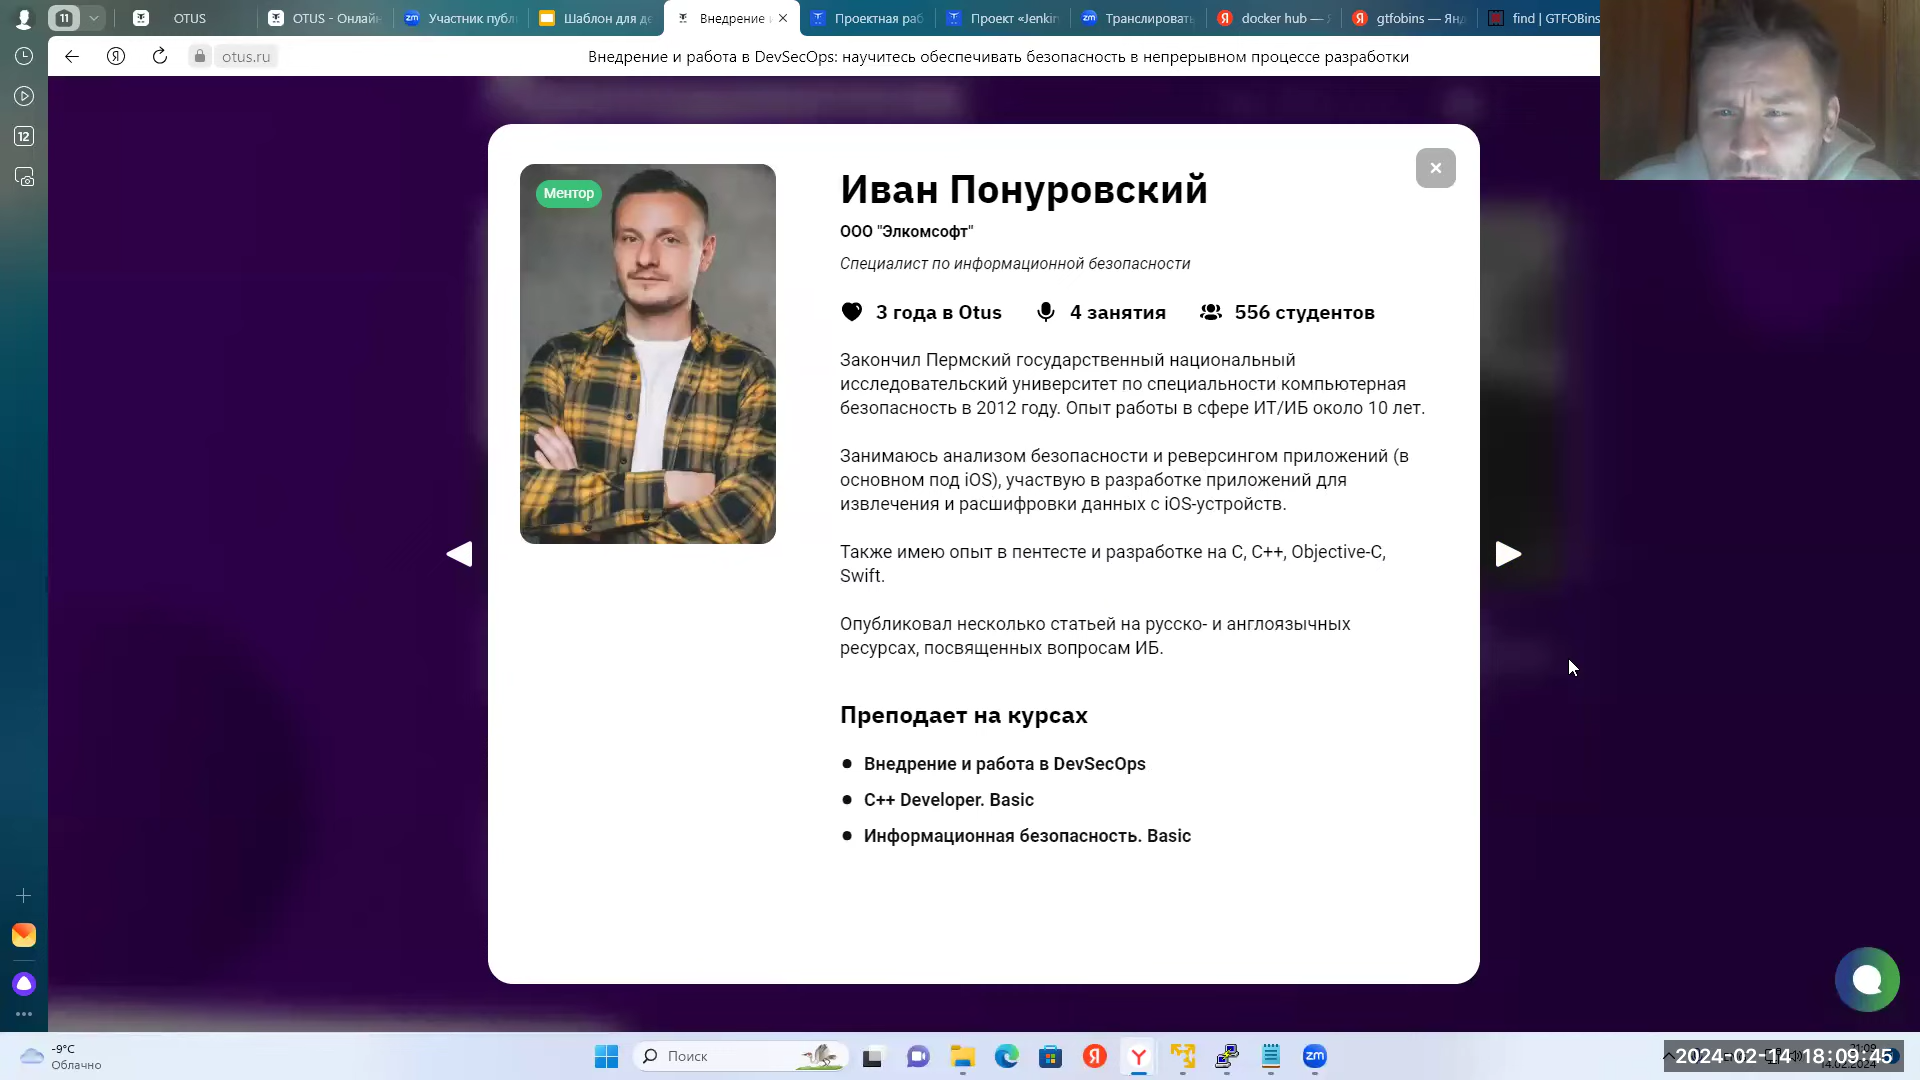 11
OTUS
OTUS - Онлайн
Участник публ
Шаблон для де
Внедрение и
Проектная раб
Проект «Jenkin
Транслировать
docker hub — Я
gtfobins — Янд
find | GTFOBins
otus.ru
Внедрение и работа в DevSecOps: научитесь обеспечивать безопасность в непрерывном процессе разработки
12
Ментор
Иван Понуровский
ООО "Элкомсофт"
Специалист по информационной безопасности
3 года в Otus
4 занятия
556 студентов
Закончил Пермский государственный национальный
исследовательский университет по специальности компьютерная
безопасность в 2012 году. Опыт работы в сфере ИТ/ИБ около 10 лет.
Занимаюсь анализом безопасности и реверсингом приложений (в
основном под iOS), участвую в разработке приложений для
извлечения и расшифровки данных с iOS-устройств.
Также имею опыт в пентесте и разработке на C, C++, Objective-C,
Swift.
Опубликовал несколько статьей на русско- и англоязычных
ресурсах, посвященных вопросам ИБ.
Преподает на курсах
Внедрение и работа в DevSecOps
C++ Developer. Basic
Информационная безопасность. Basic
-9°C
Облачно
Поиск
zm
2024-02-14 18:09:45